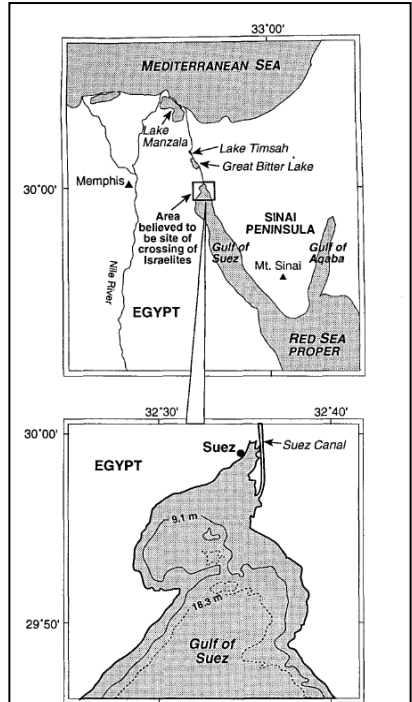 33°00'
MEDITERRANEAN SEA
Lake
Manzala
Lake Timsah
Great Bitter Lake
Memphis
30°00'
Area
believed to
be site of
crossing of
Israelites
SINAI
PENINSULA
Gulf of
Suez
Gulf of
Aqaba
Mt. Sinai
Nile River
EGYPT
RED SEA
PROPER
32°30'
32°40'
30°00'
Suez
Suez Canal
EGYPT
9.1 m
18.3 m
29°50'
Gulf of
Suez